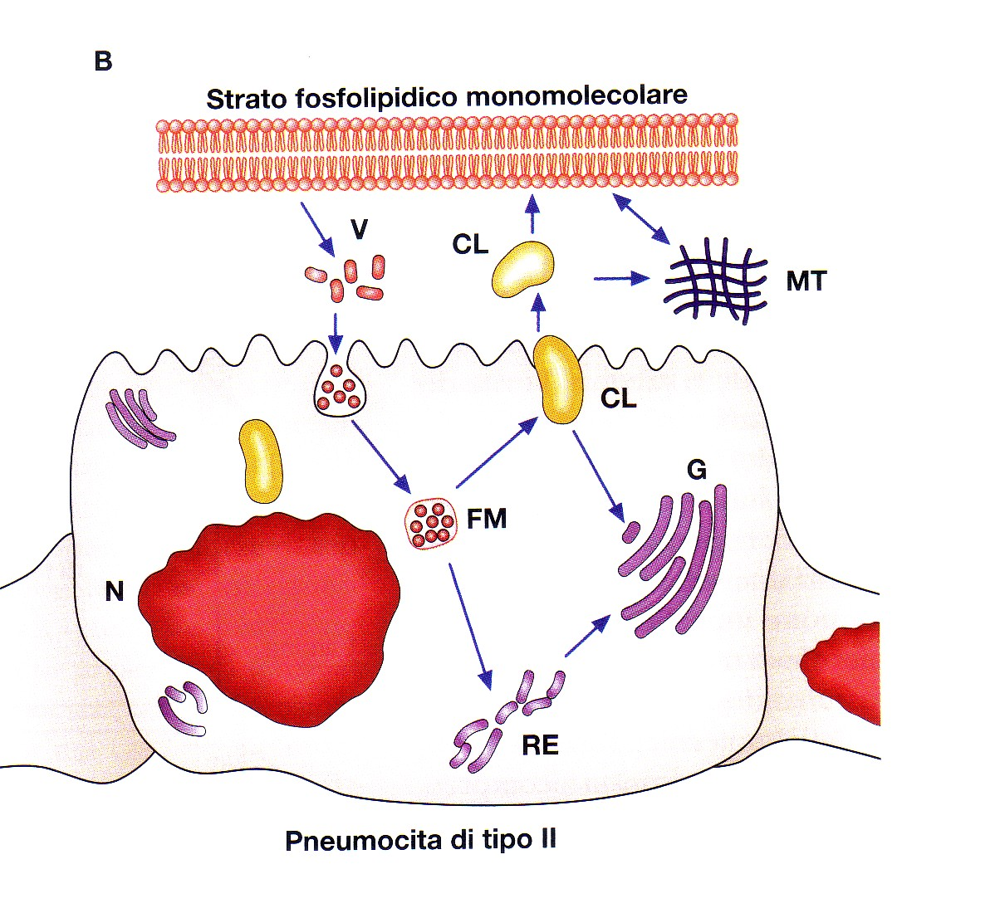 B
Strato fosfolipidico monomolecolare
V
CL
MT
CL
G
FM
N
RE
Pneumocita di tipo II